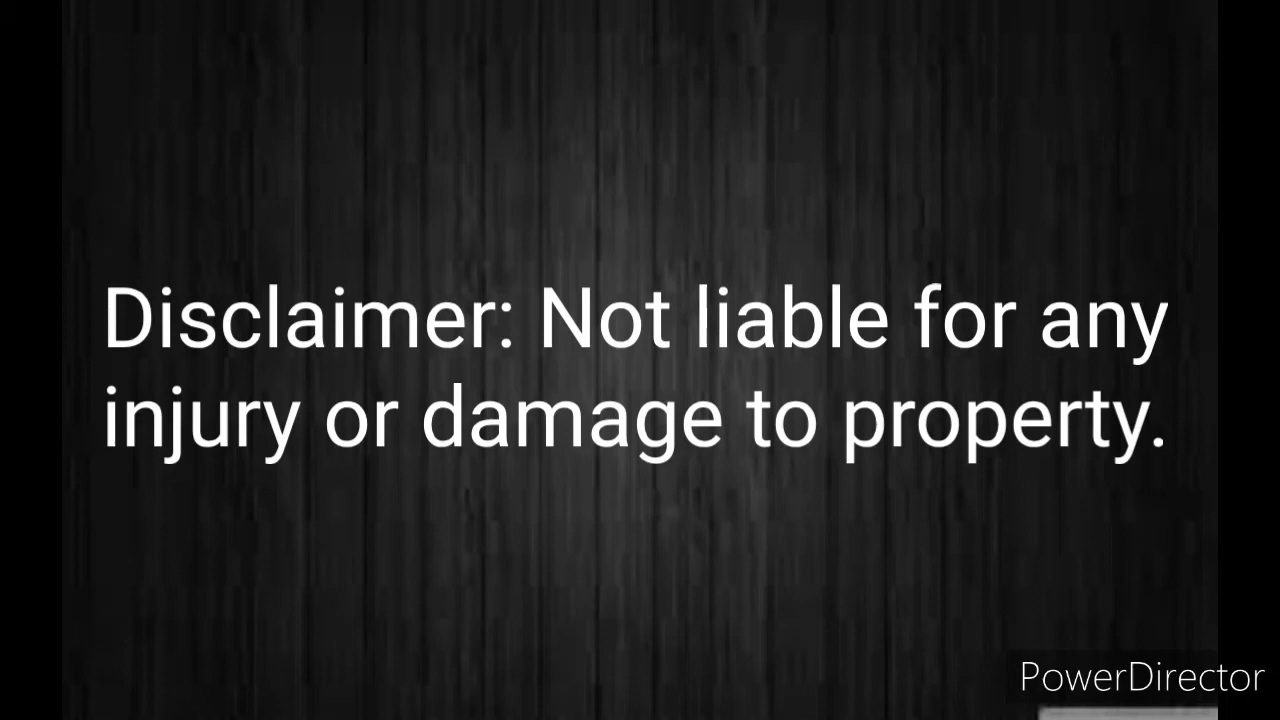 Disclaimer: Not liable for any
injury or damage to property.
PowerDirector